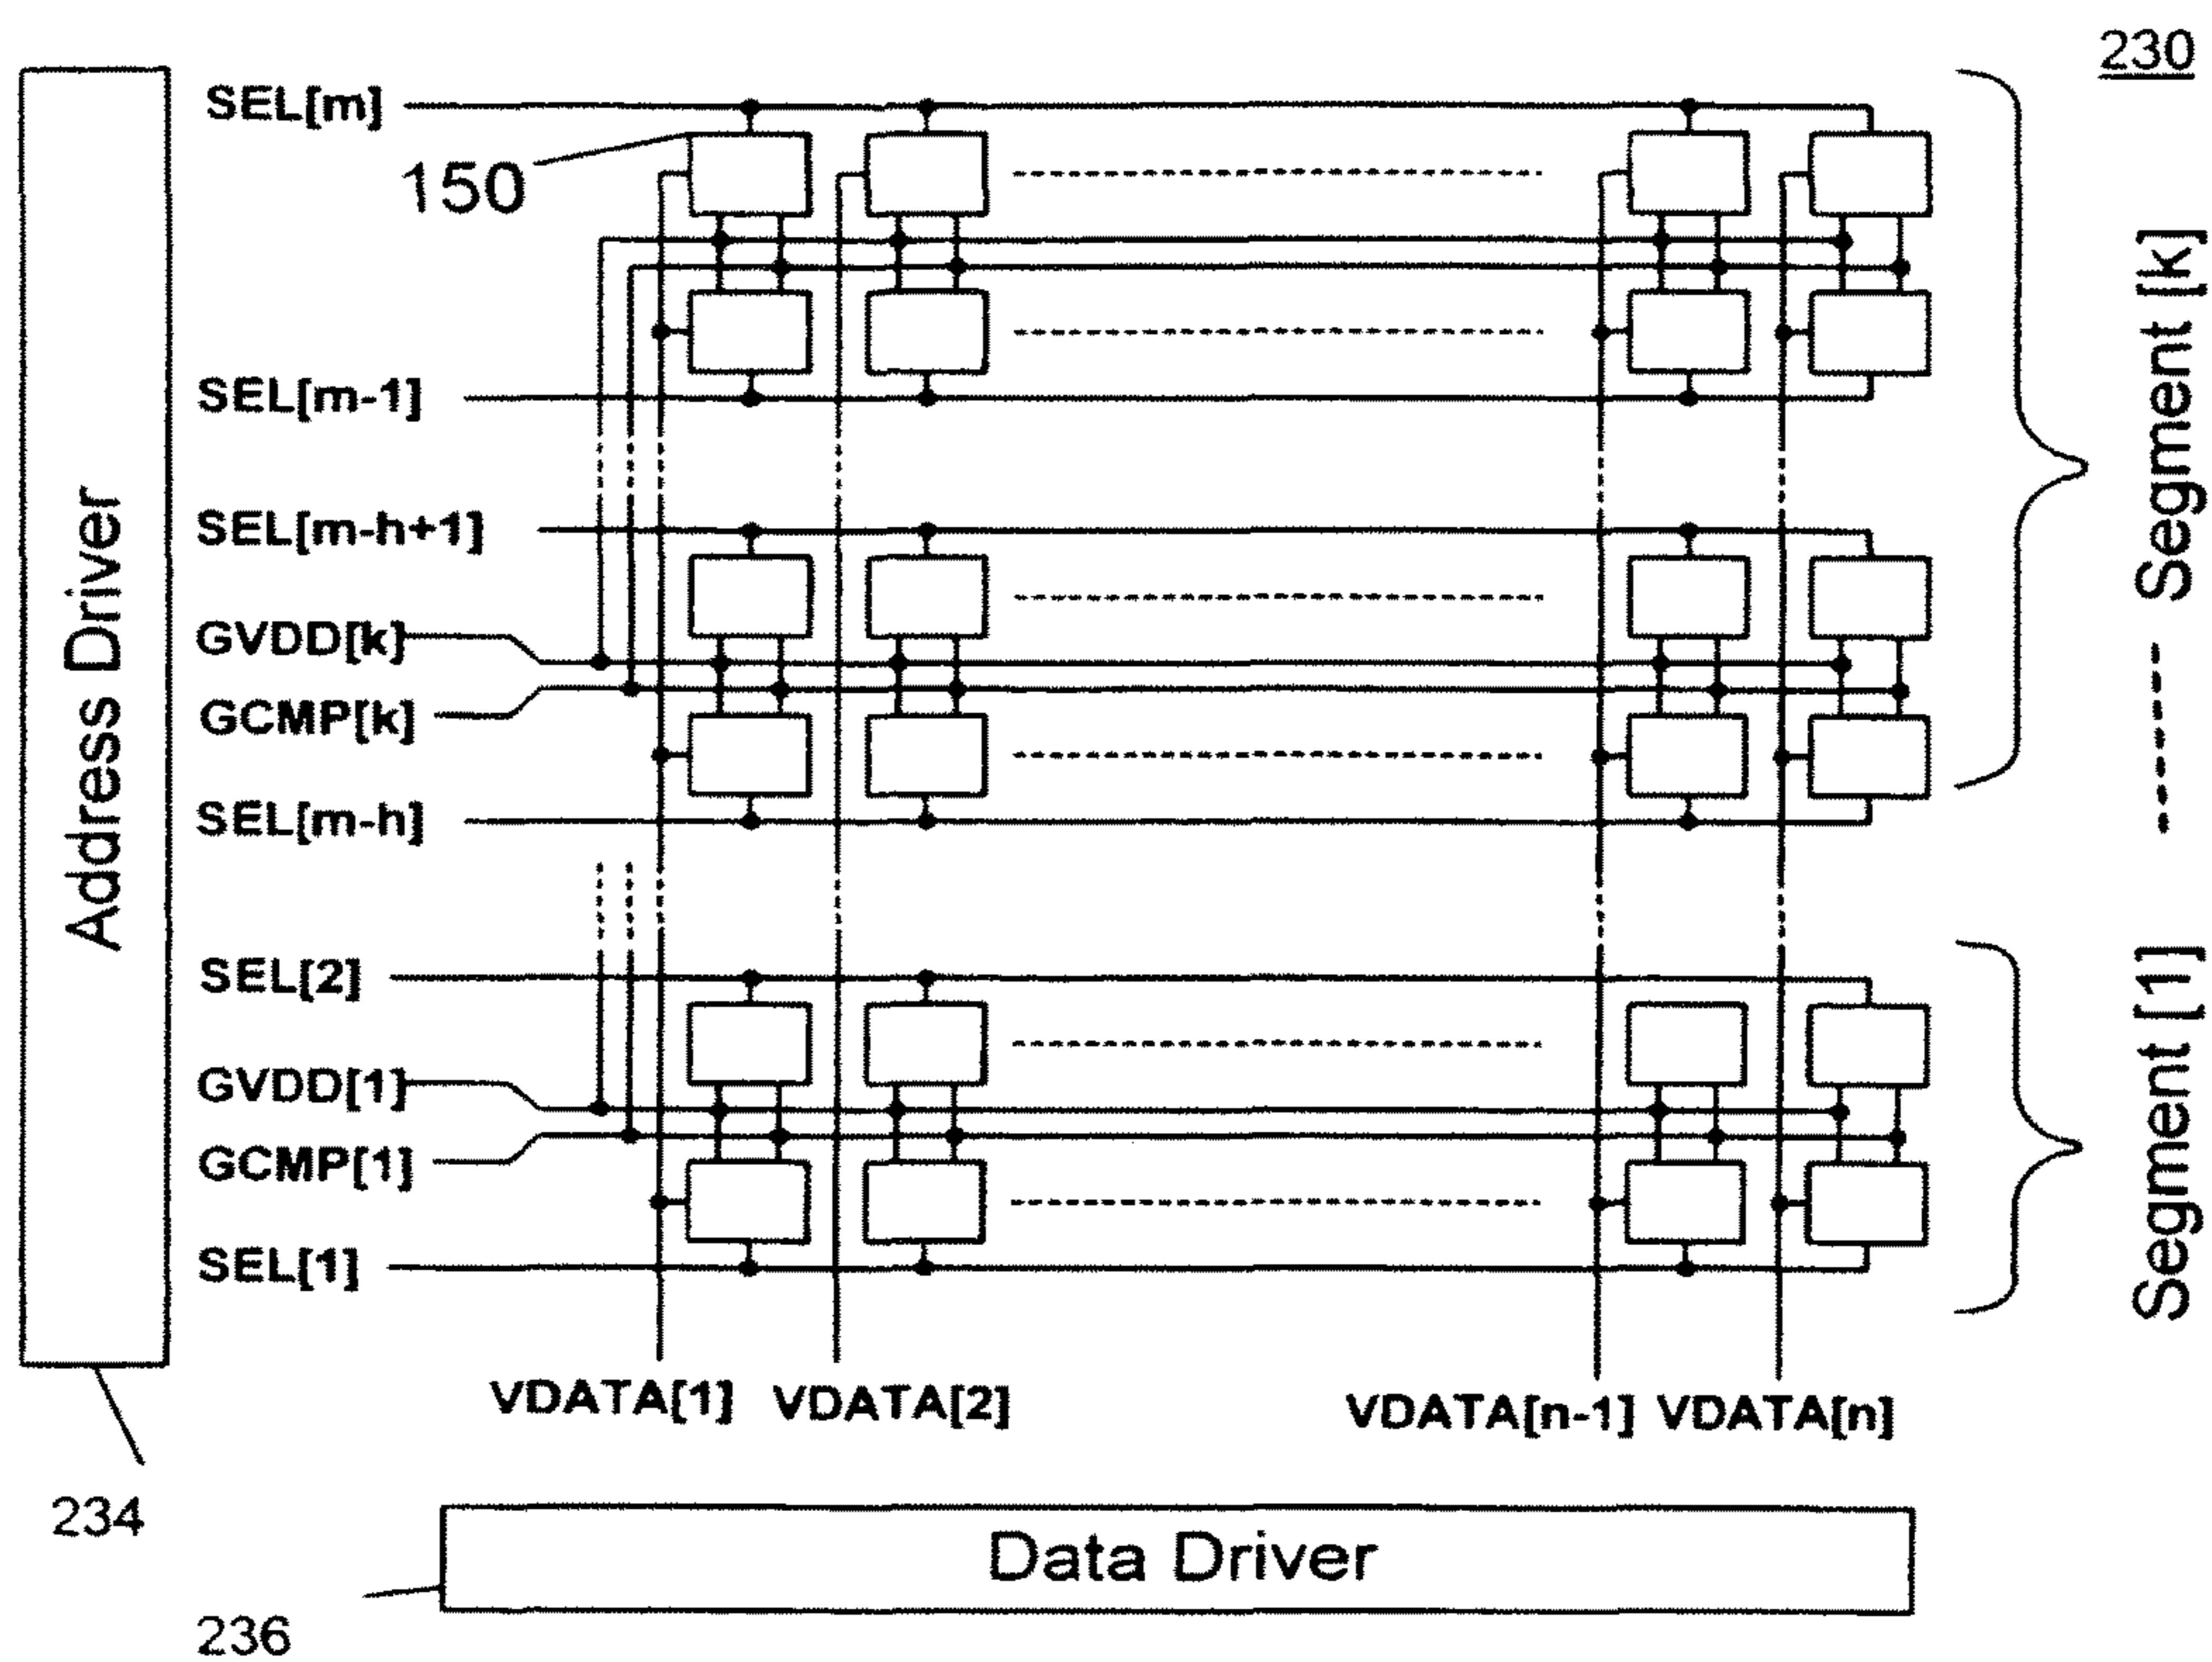 230
SEL[m]
150
SEL[m-1]
SEL[m-h+1]
GVDD[k]
GCMP[k]
SEL[m-h]
SEL[2]
GVDD[1]
GCMP[1]
SEL[1]
Address Driver
Segment [k]
Segment [1]
VDATA[1]
VDATA[2]
VDATA[n-1]
VDATA[n]
234
Data Driver
236